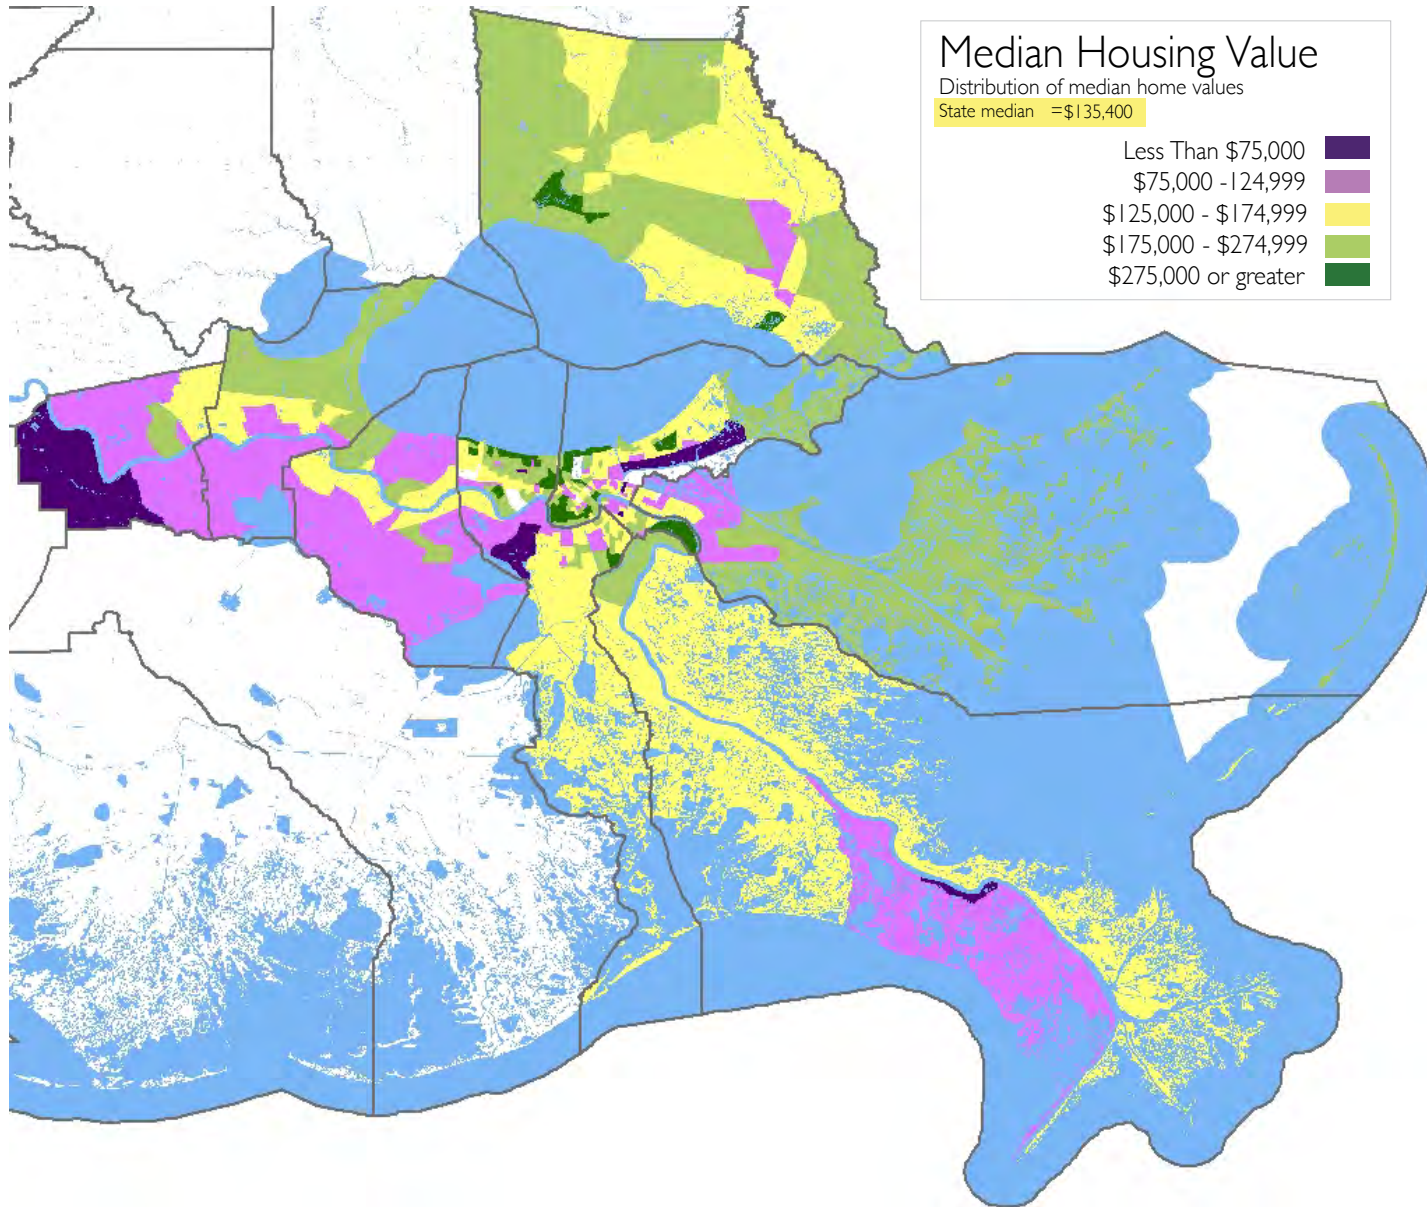 Median Housing Value
Distribution of median home values
State median =$135,400
Less Than $75,000
$75,000 -124,999
$125,000 - $174,999
$175,000 - $274,999
$275,000 or greater